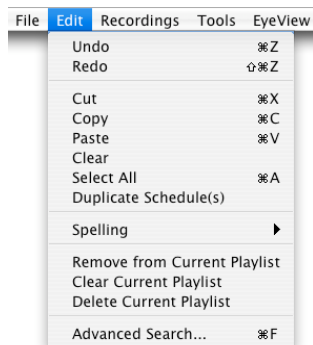 File Edit Recordings Tools EyeView
Undo ⌘Z
Redo ⇧⌘Z
Cut ⌘X
Copy ⌘C
Paste ⌘V
Clear
Select All ⌘A
Duplicate Schedule(s)
Spelling ▶
Remove from Current Playlist
Clear Current Playlist
Delete Current Playlist
Advanced Search... ⌘F